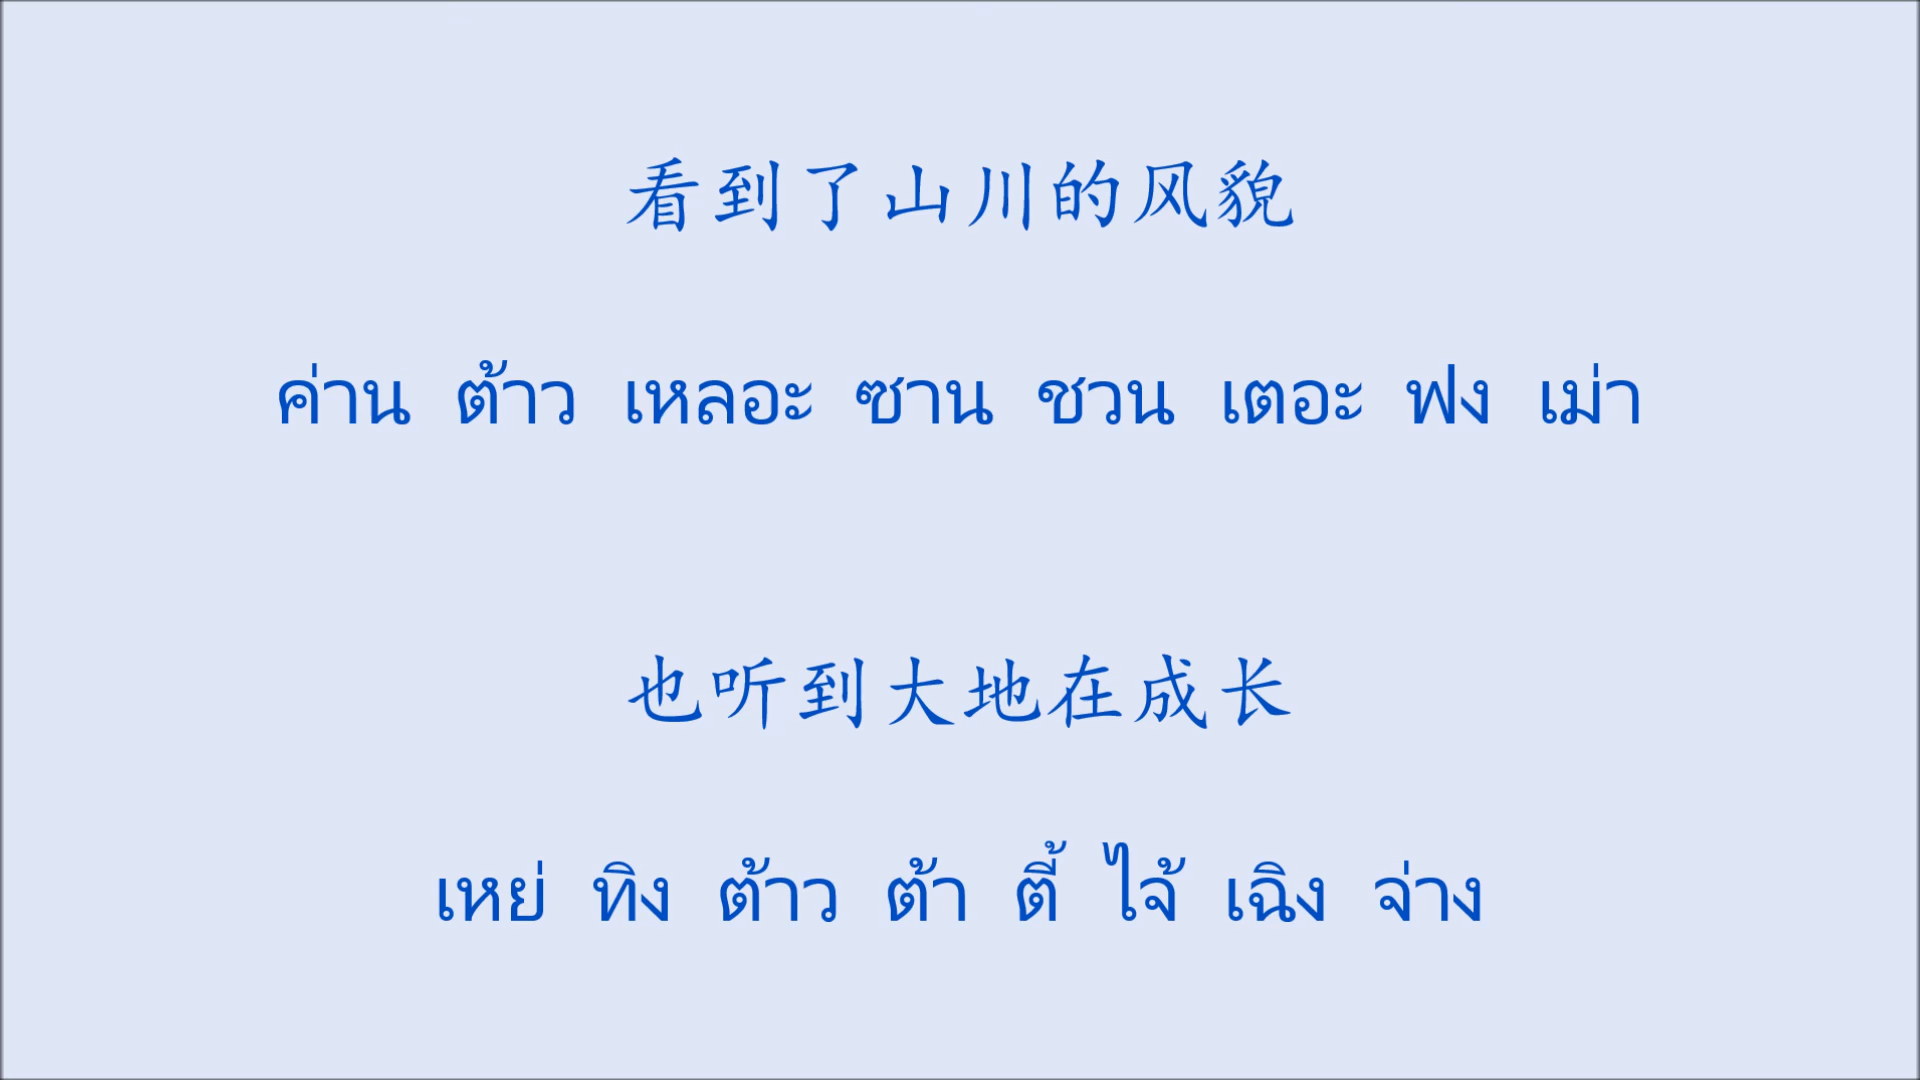 看到了山川的风貌
ค่าน ต้าว เหลอะ ซาน ชวน เตอะ ฟง เม่า
也听到大地在成长
เหย่ ทิง ต้าว ต้า ตี้ ไจ้ เฉิง จ่าง